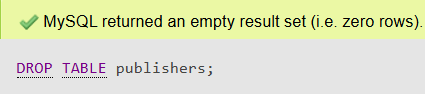 MySQL returned an empty result set (i.e. zero rows).
DROP TABLE publishers;